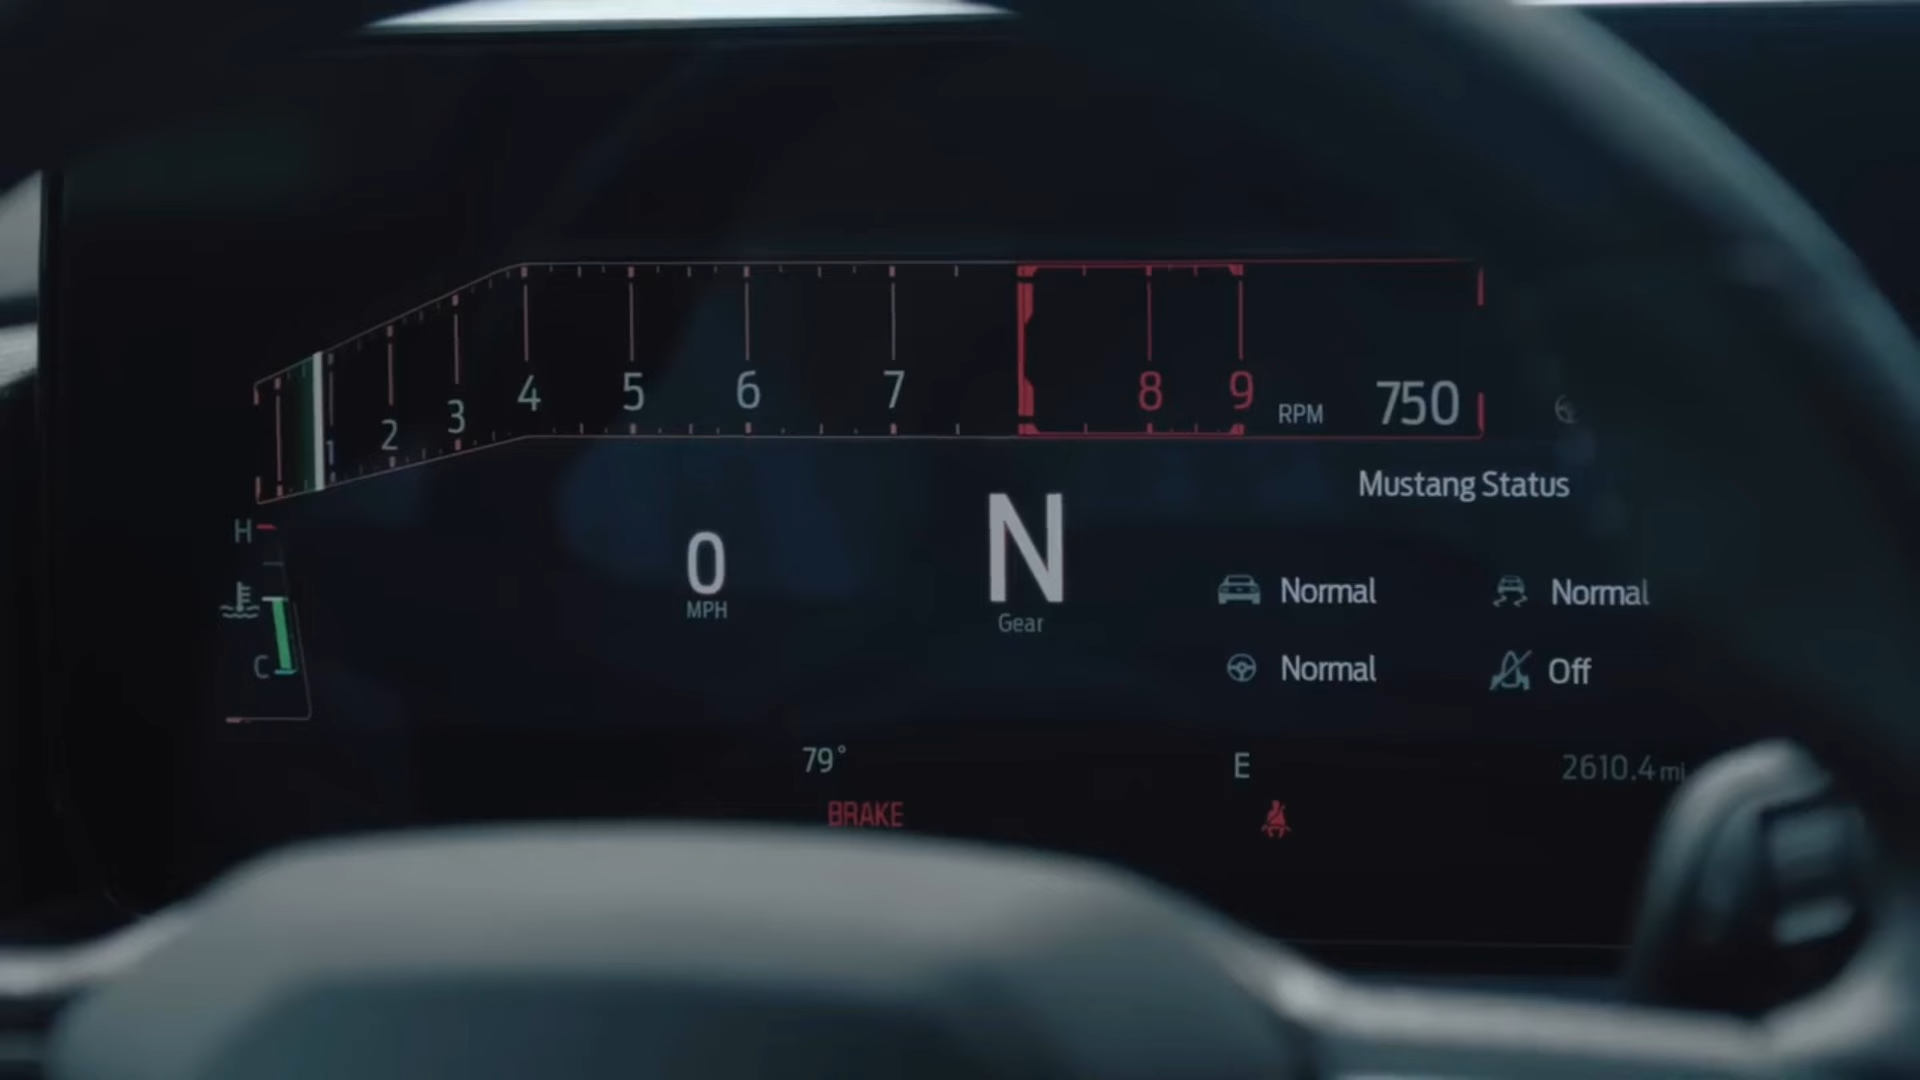 1 2 3 4 5 6 7 8 9 RPM 750
Mustang Status
H
C
0
MPH
N
Gear
Normal Normal
Normal Off
79° E 2610.4 mi
BRAKE